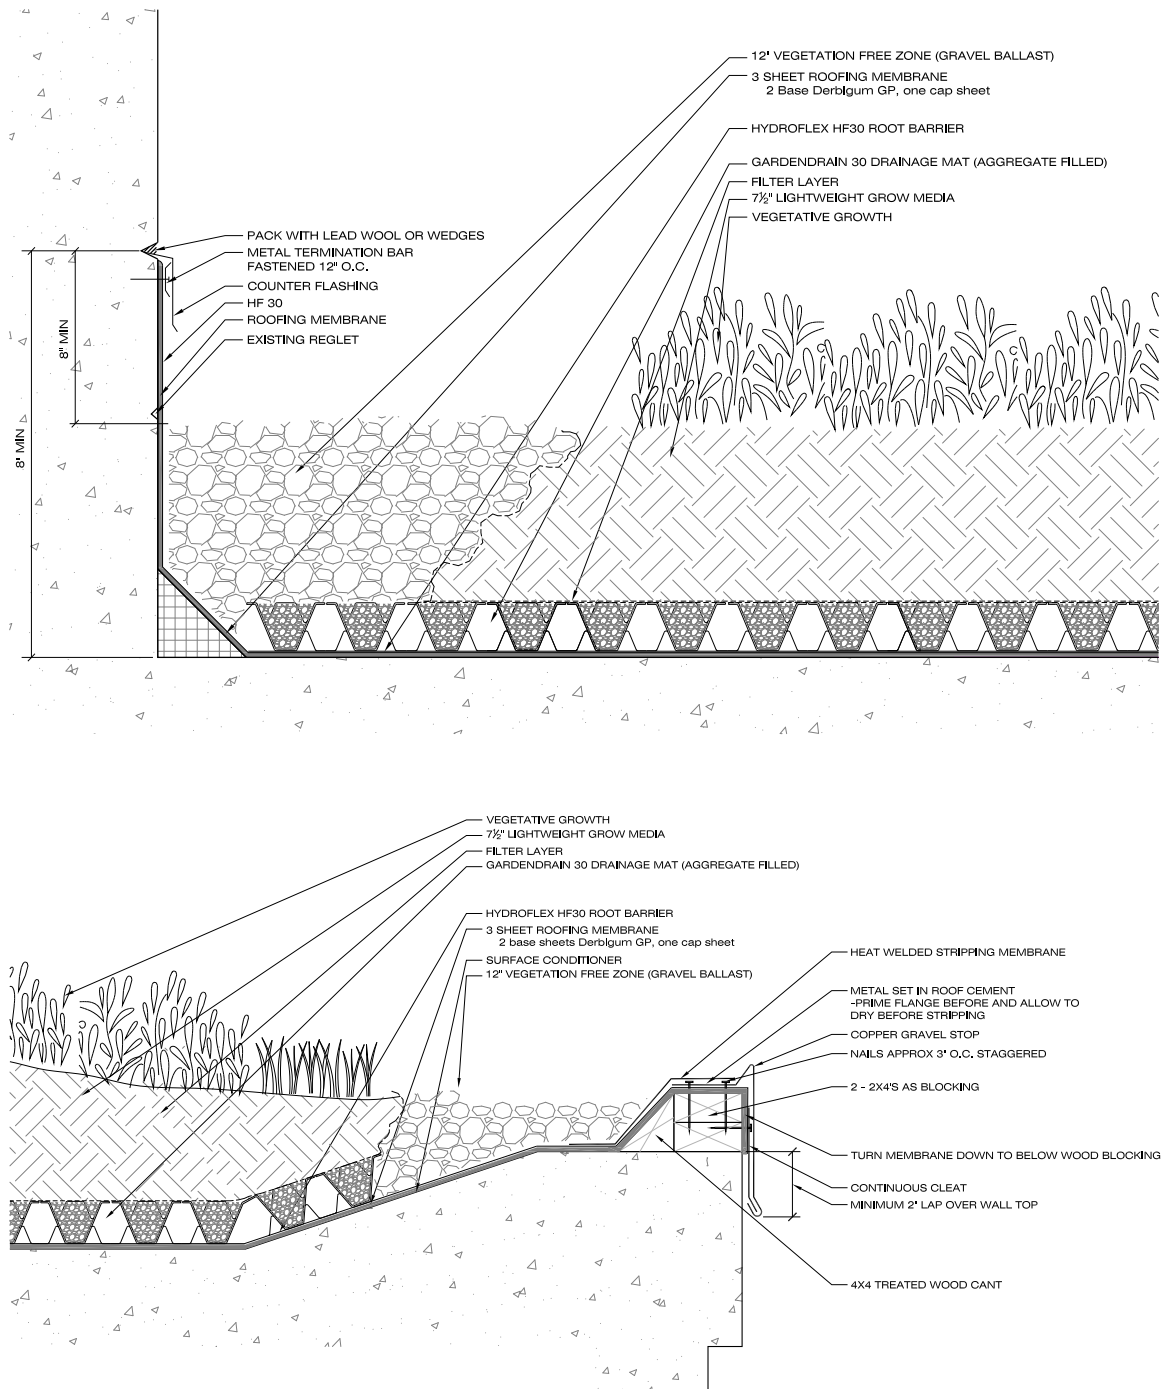 12' VEGETATION FREE ZONE (GRAVEL BALLAST)
3 SHEET ROOFING MEMBRANE
2 Base Derbigum GP, one cap sheet
HYDROFLEX HF30 ROOT BARRIER
GARDENDRAIN 30 DRAINAGE MAT (AGGREGATE FILLED)
FILTER LAYER
7½" LIGHTWEIGHT GROW MEDIA
VEGETATIVE GROWTH
PACK WITH LEAD WOOL OR WEDGES
METAL TERMINATION BAR
FASTENED 12" O.C.
COUNTER FLASHING
HF 30
ROOFING MEMBRANE
EXISTING REGLET
8" MIN
8' MIN
VEGETATIVE GROWTH
7½" LIGHTWEIGHT GROW MEDIA
FILTER LAYER
GARDENDRAIN 30 DRAINAGE MAT (AGGREGATE FILLED)
HYDROFLEX HF30 ROOT BARRIER
3 SHEET ROOFING MEMBRANE
2 base sheets Derbigum GP, one cap sheet
SURFACE CONDITIONER
12" VEGETATION FREE ZONE (GRAVEL BALLAST)
HEAT WELDED STRIPPING MEMBRANE
METAL SET IN ROOF CEMENT
-PRIME FLANGE BEFORE AND ALLOW TO
DRY BEFORE STRIPPING
COPPER GRAVEL STOP
NAILS APPROX 3' O.C. STAGGERED
2 - 2X4'S AS BLOCKING
TURN MEMBRANE DOWN TO BELOW WOOD BLOCKING
CONTINUOUS CLEAT
MINIMUM 2' LAP OVER WALL TOP
4X4 TREATED WOOD CANT